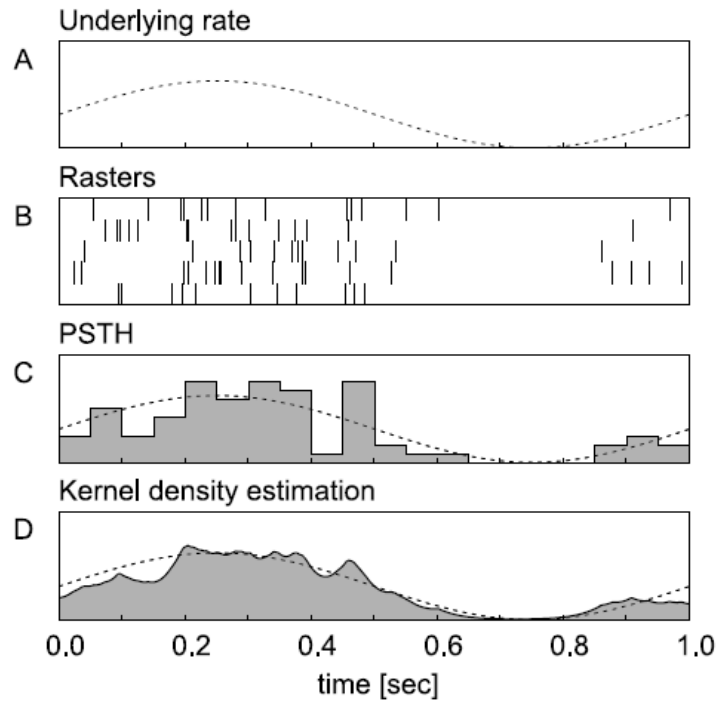 Underlying rate
A
Rasters
B
PSTH
C
Kernel density estimation
D
0.0 0.2 0.4 0.6 0.8 1.0
time [sec]